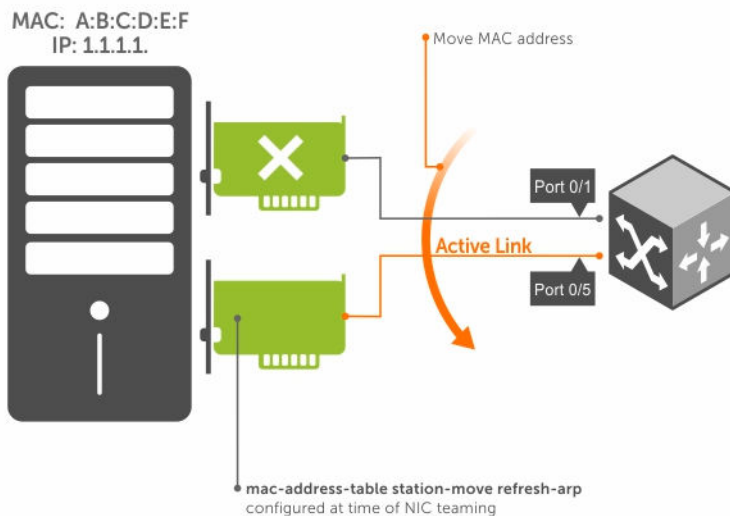 MAC: A:B:C:D:E:F
IP: 1.1.1.1.
Move MAC address
Port 0/1
Active Link
Port 0/5
mac-address-table station-move refresh-arp
configured at time of NIC teaming